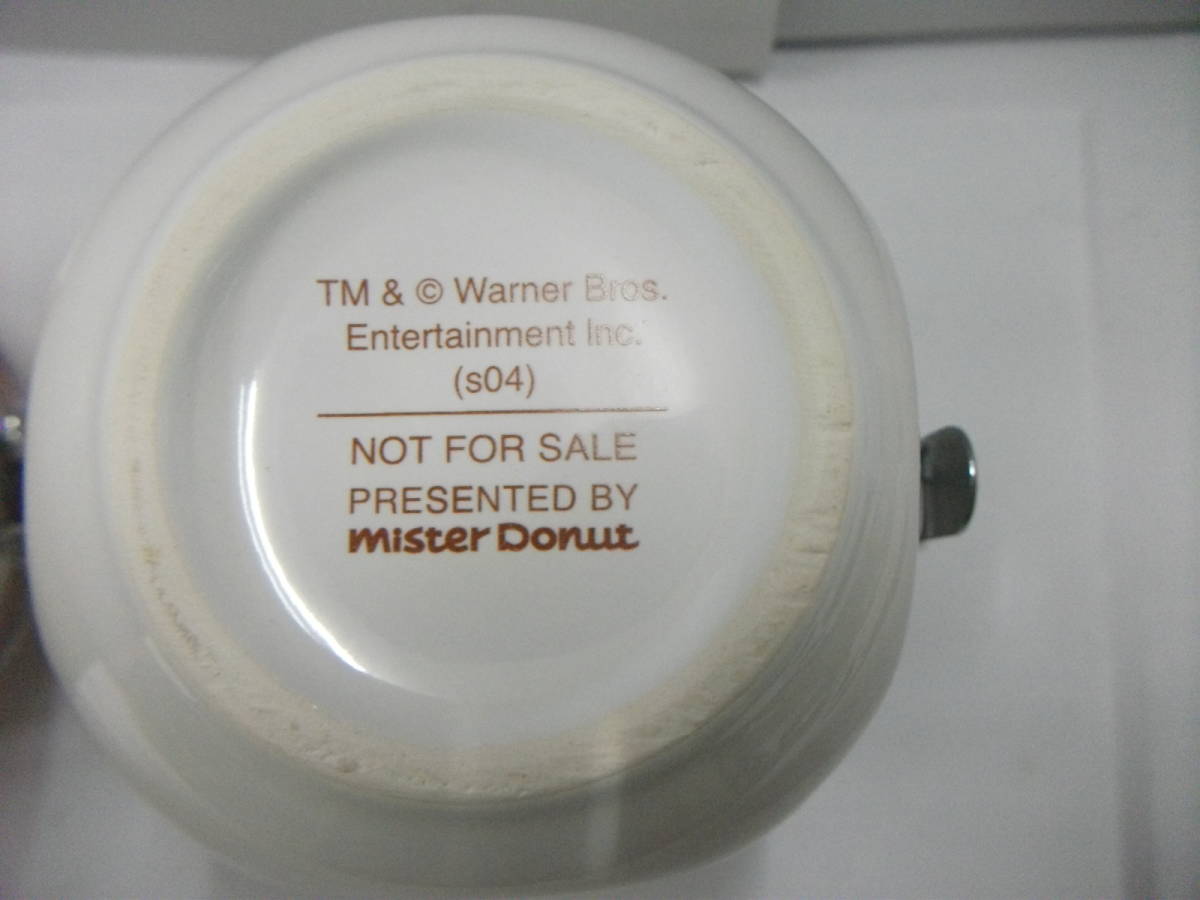 TM & © Warner Bros.
Entertainment Inc.
(s04)
NOT FOR SALE
PRESENTED BY
mister Donut